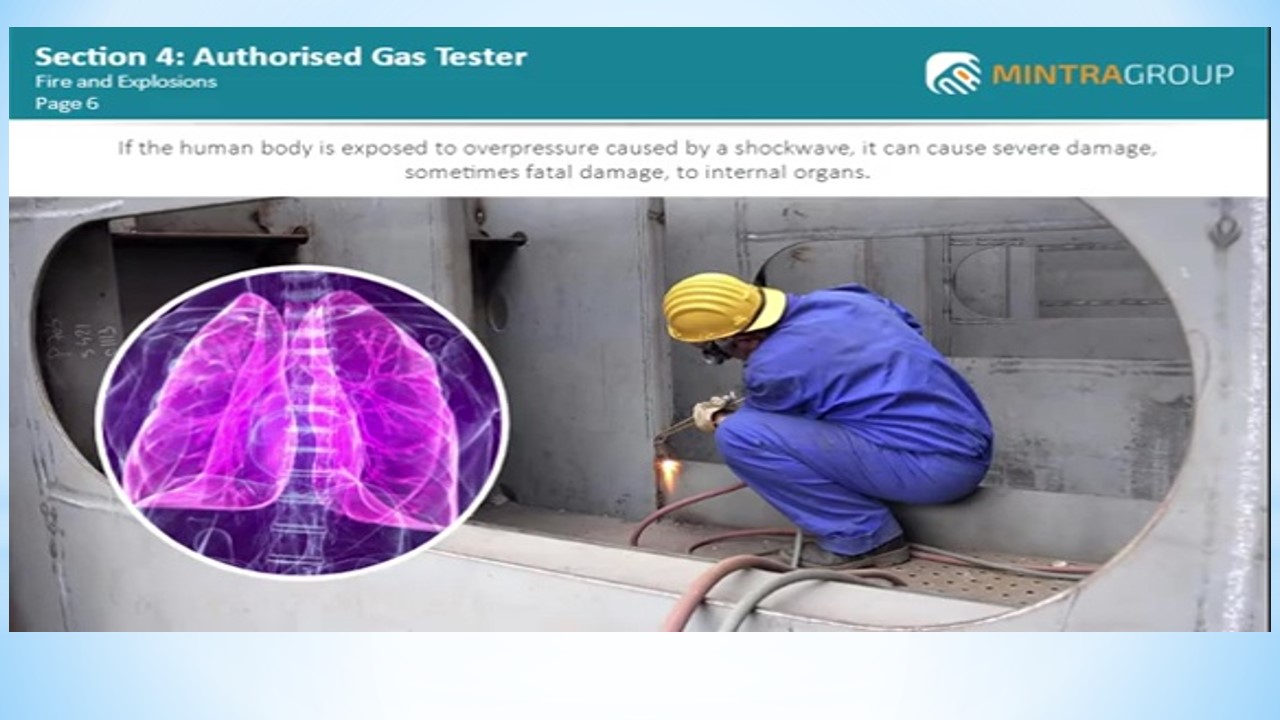 Section 4: Authorised Gas Tester
Fire and Explosions
Page 6
MINTRAGROUP
If the human body is exposed to overpressure caused by a shockwave, it can cause severe damage,
sometimes fatal damage, to internal organs.